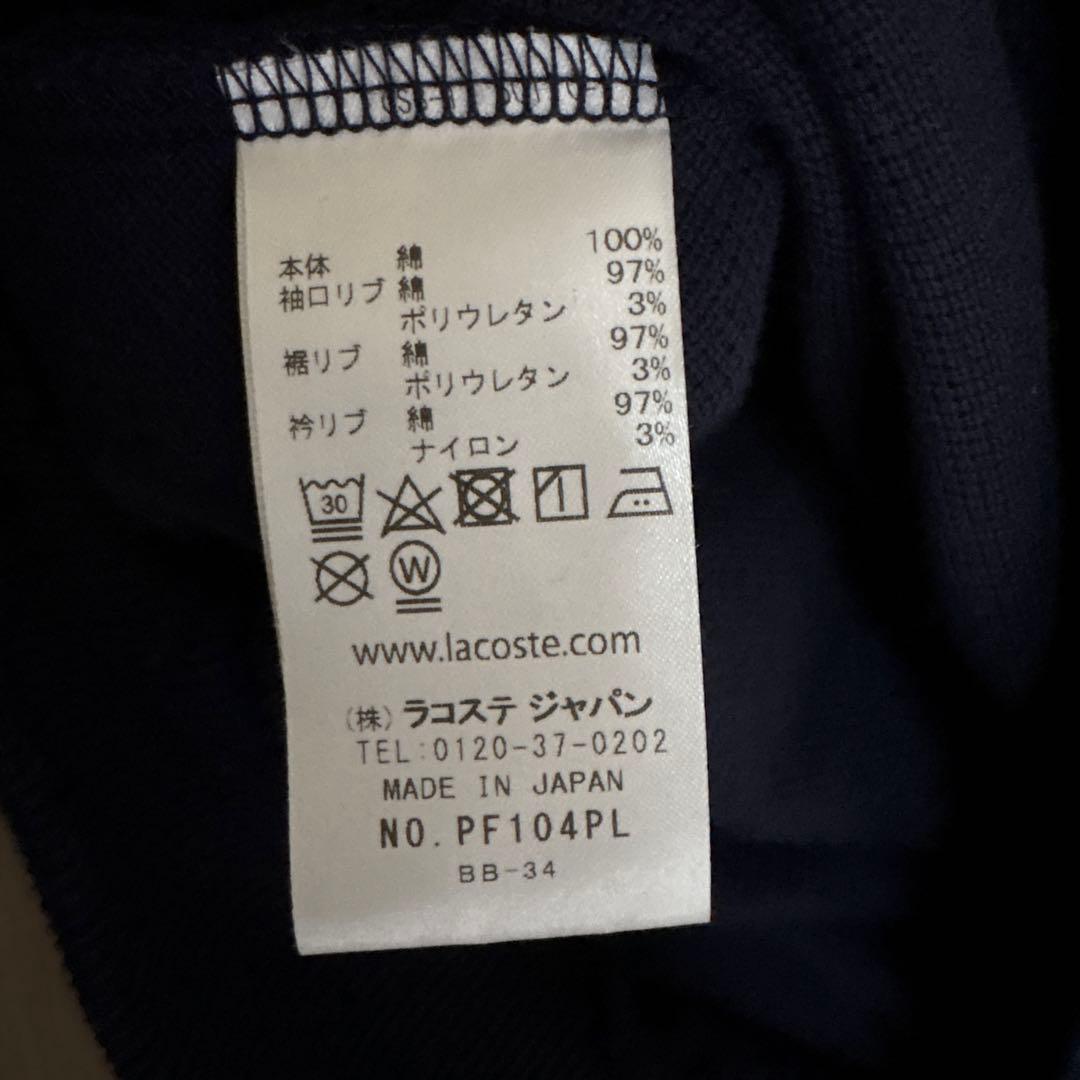 本体 綿 100%
袖口リブ 綿 97%
ポリウレタン 3%
裾リブ 綿 97%
ポリウレタン 3%
衿リブ 綿 97%
ナイロン 3%
30
W
www.lacoste.com
(株) ラコステ ジャパン
TEL:0120-37-0202
MADE IN JAPAN
NO. PF104PL
BB-34